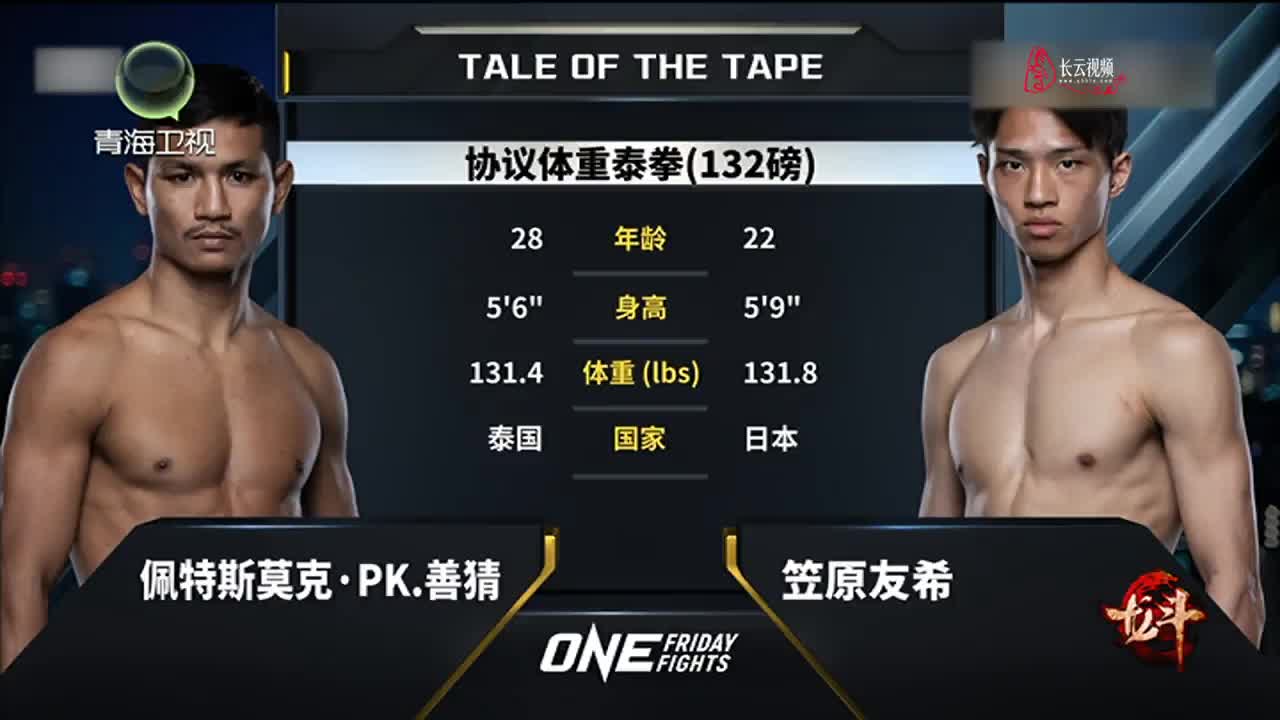 TALE OF THE TAPE
长云视频
青海卫视
协议体重泰拳(132磅)
28 年龄 22
5'6" 身高 5'9"
131.4 体重 (lbs) 131.8
泰国 国家 日本
佩特斯莫克·PK.善猜
笠原友希
龙斗
ONE FRIDAY FIGHTS